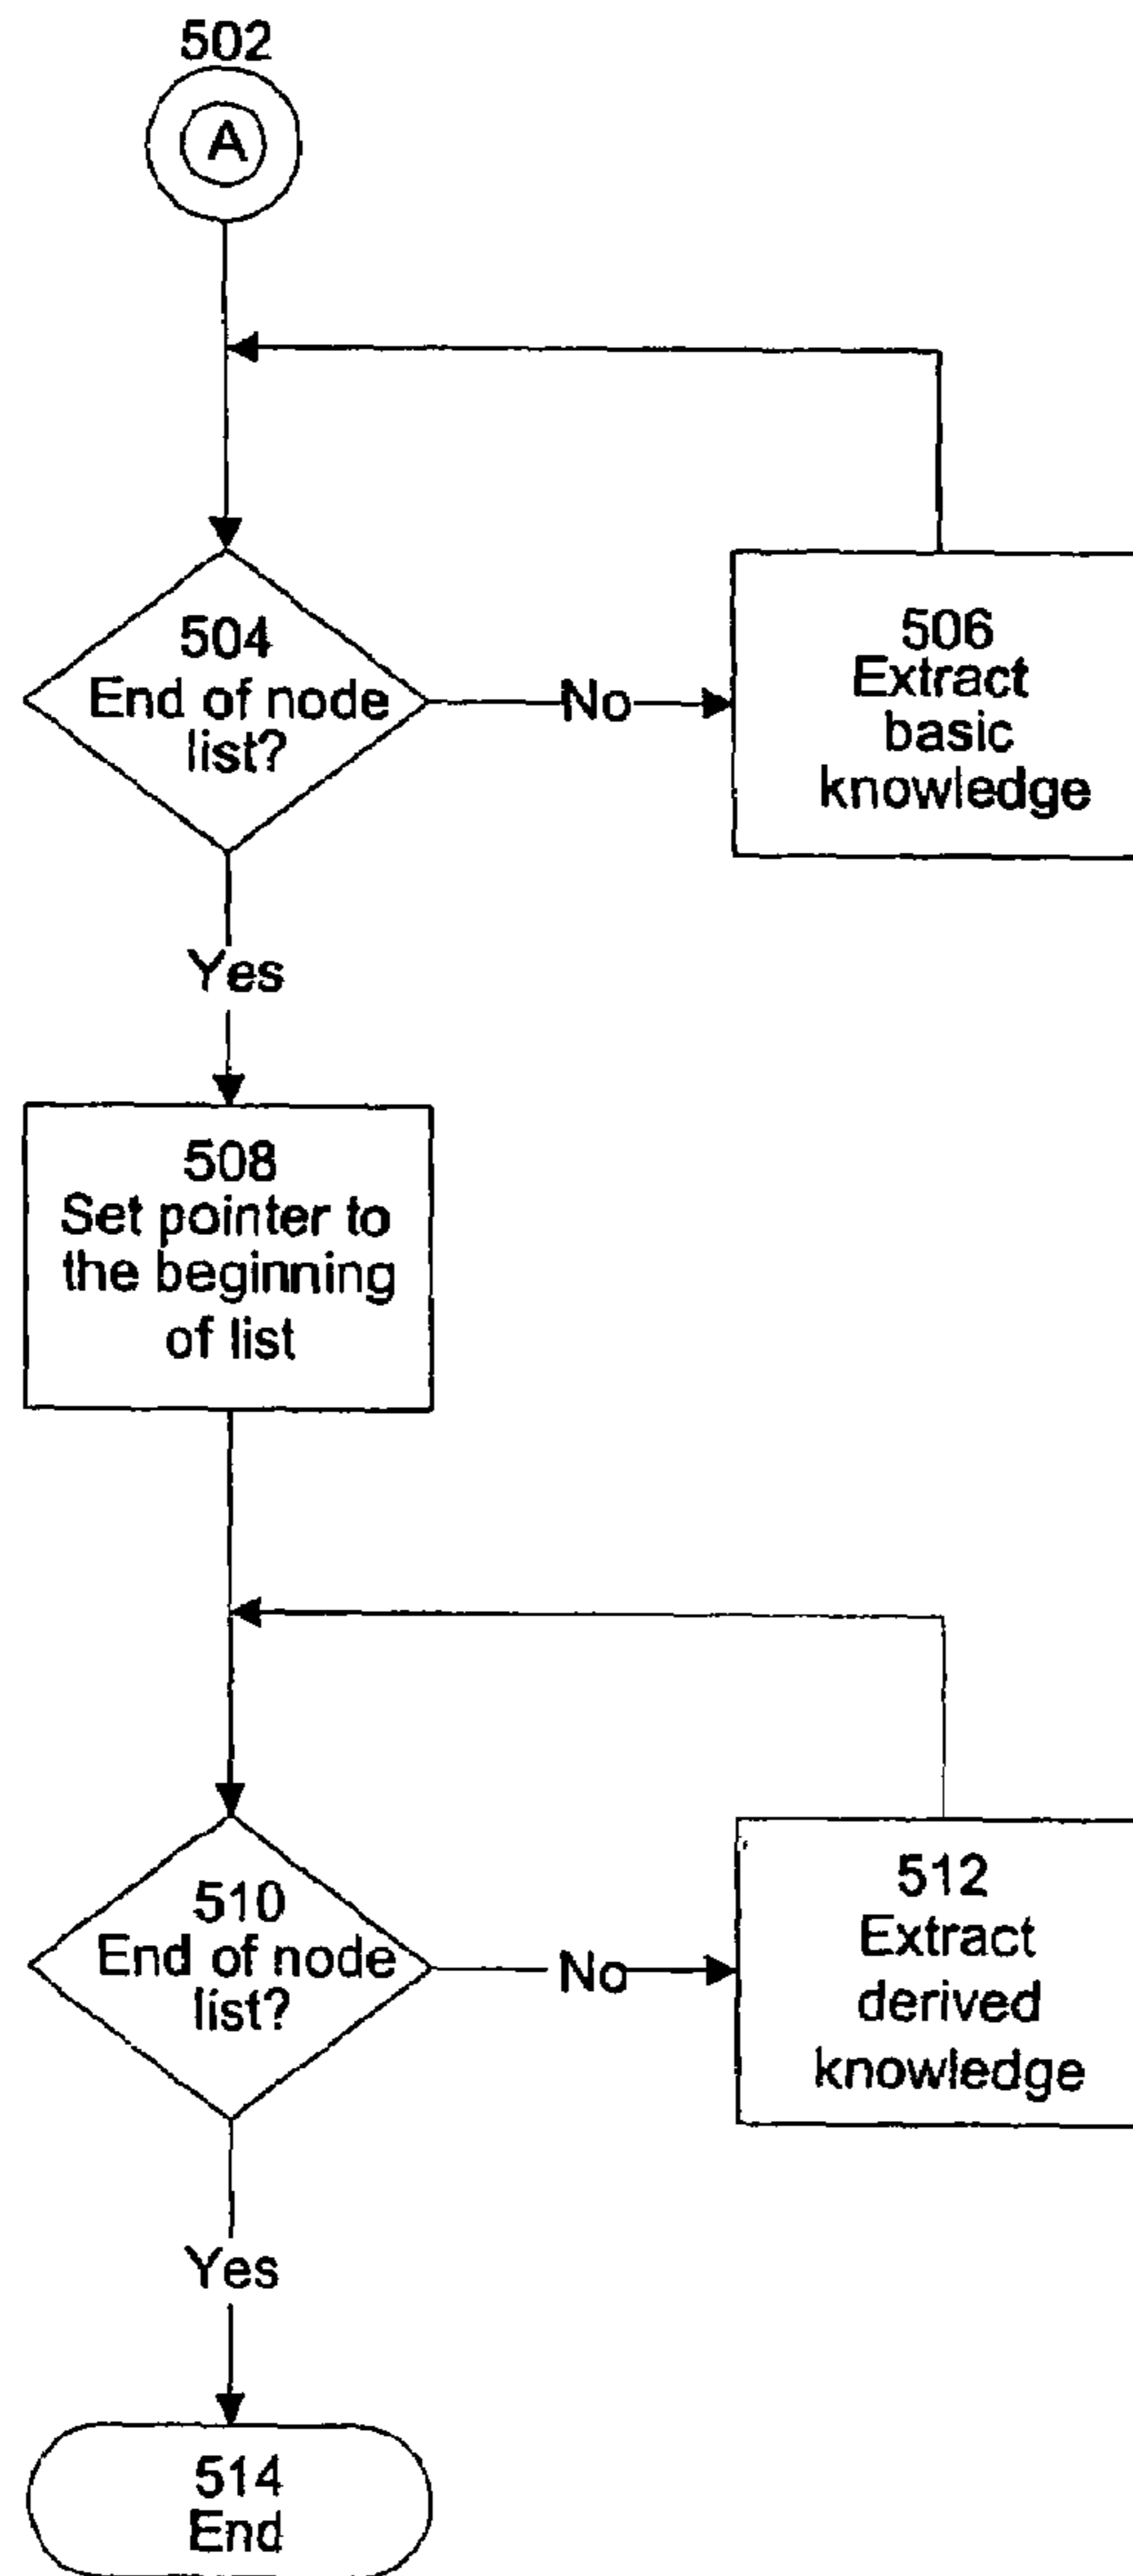 502
A
504
End of node
list?
No
506
Extract
basic
knowledge
Yes
508
Set pointer to
the beginning
of list
510
End of node
list?
No
512
Extract
derived
knowledge
Yes
514
End